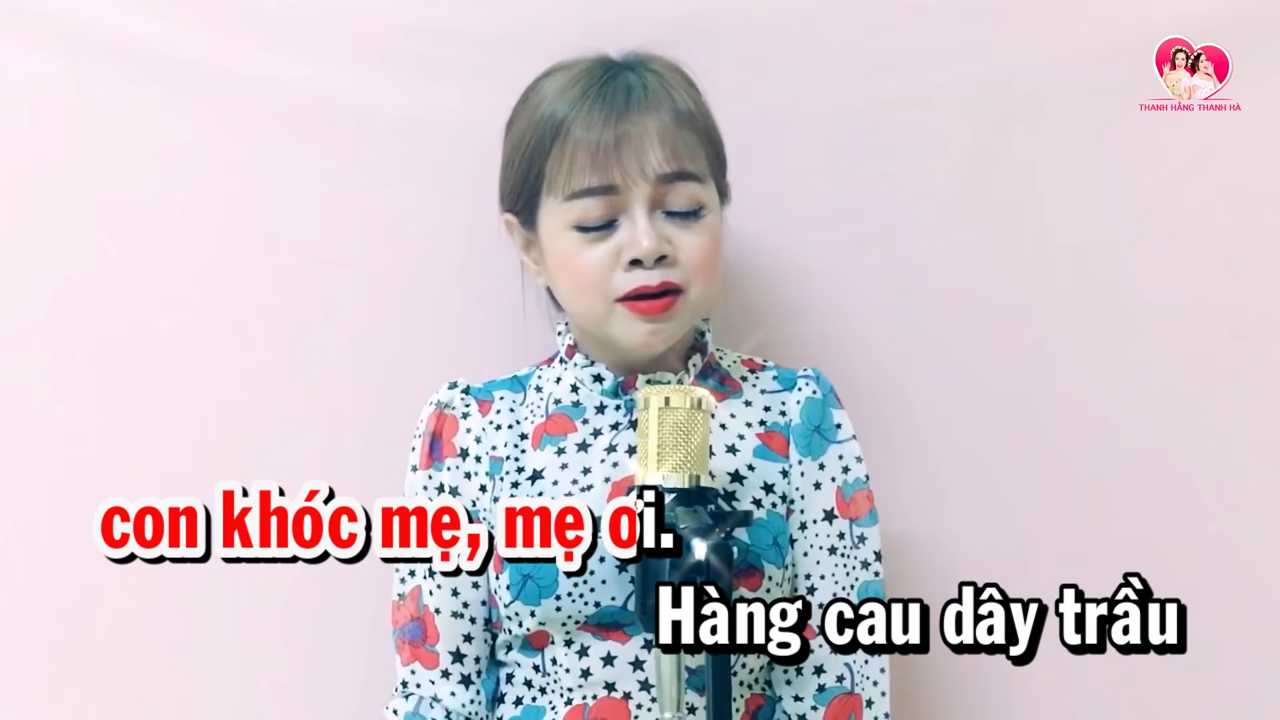 THANH HẰNG THANH HÀ
con khóc mẹ, mẹ ơi.
Hàng cau dây trầu